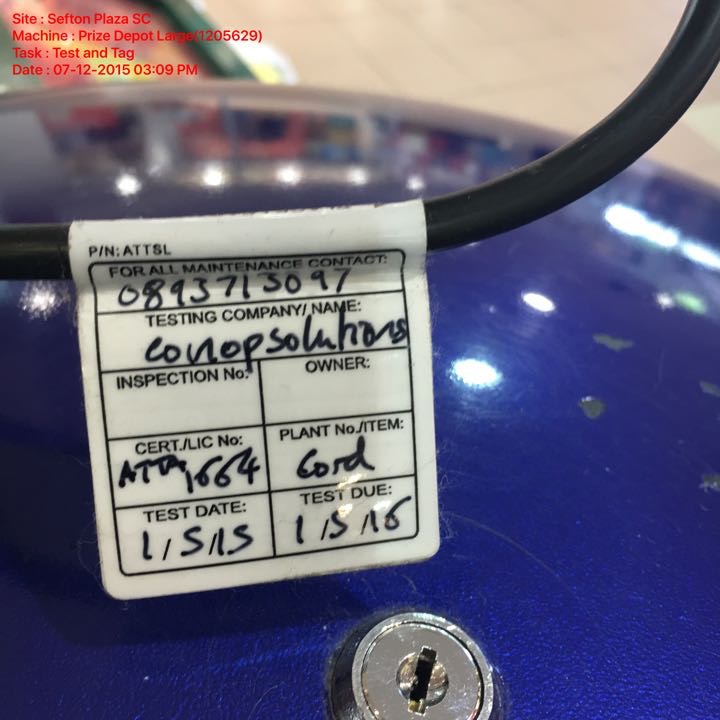 Site : Sefton Plaza SC
Machine : Prize Depot Large(1205629)
Task : Test and Tag
Date : 07-12-2015 03:09 PM
P/N: ATTSL
FOR ALL MAINTENANCE CONTACT:
0893713097
TESTING COMPANY/ NAME:
solutions
INSPECTION No: OWNER:
CERT./LIC No: PLANT No./ITEM:
1664 Cord
TEST DATE: TEST DUE:
1/5/15 1/5/16